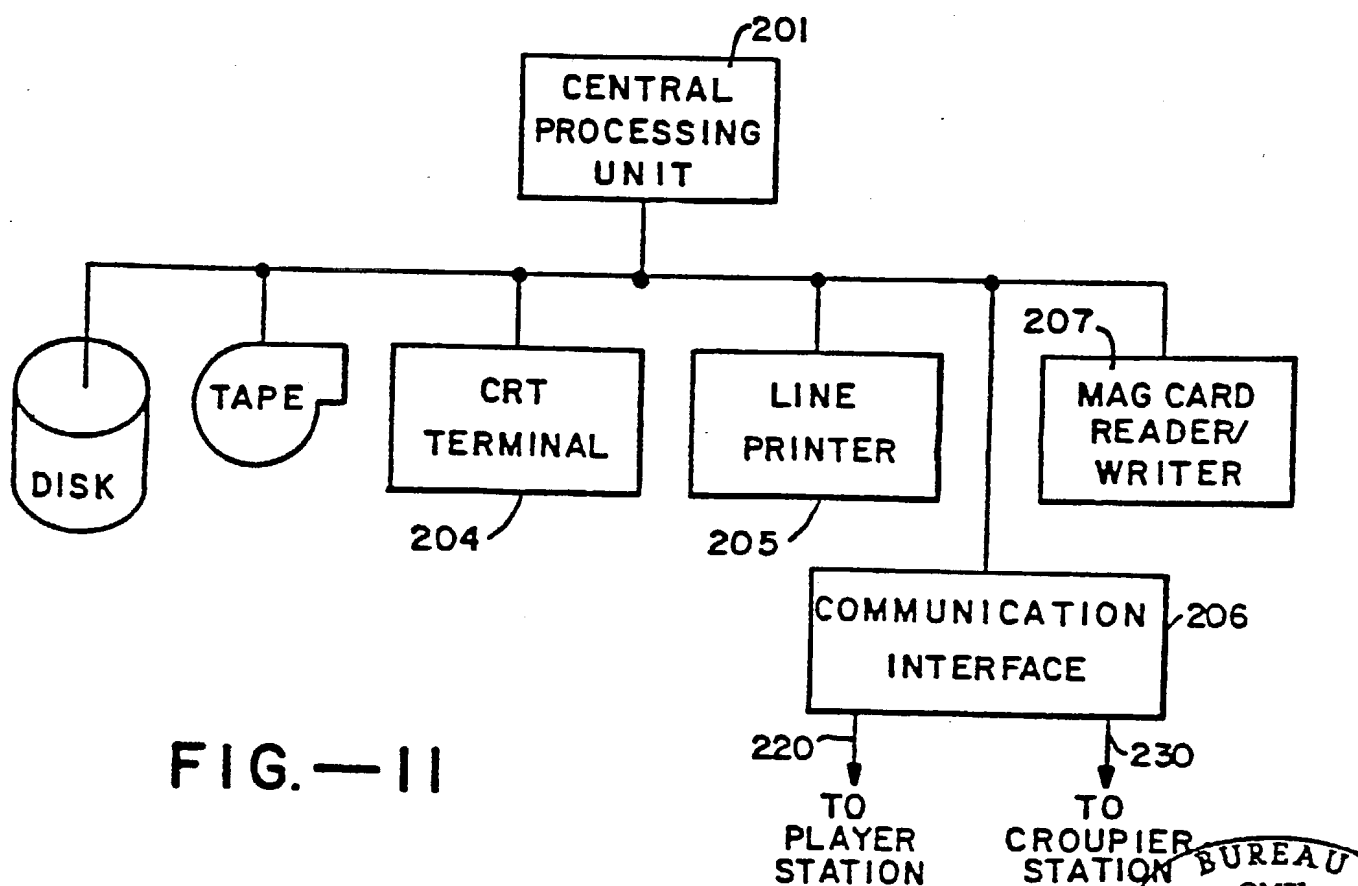 201
CENTRAL
PROCESSING
UNIT
207
DISK
TAPE
CRT
TERMINAL
204
LINE
PRINTER
205
MAG CARD
READER/
WRITER
COMMUNICATION
INTERFACE
206
220
230
TO
PLAYER
STATION
TO
CROUPIER
STATION
BUREAU
FIG.—11